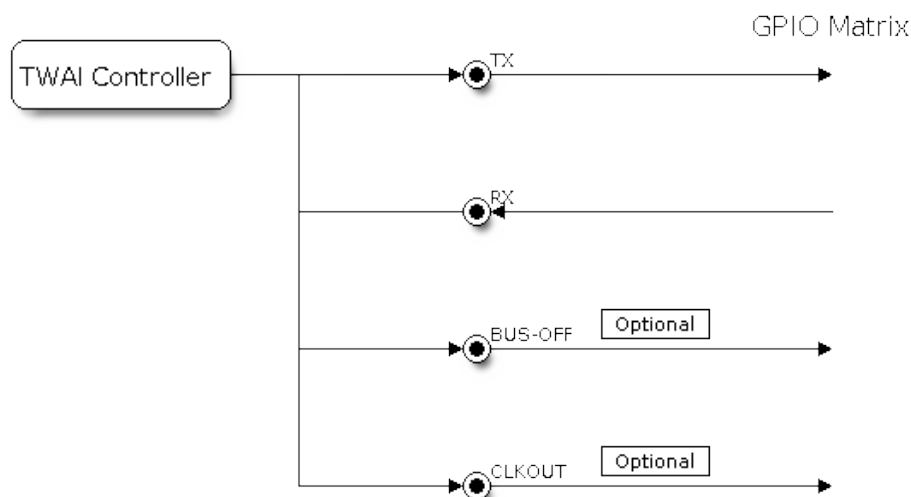 GPIO Matrix
TWAI Controller
TX
RX
BUS-OFF
Optional
CLKOUT
Optional